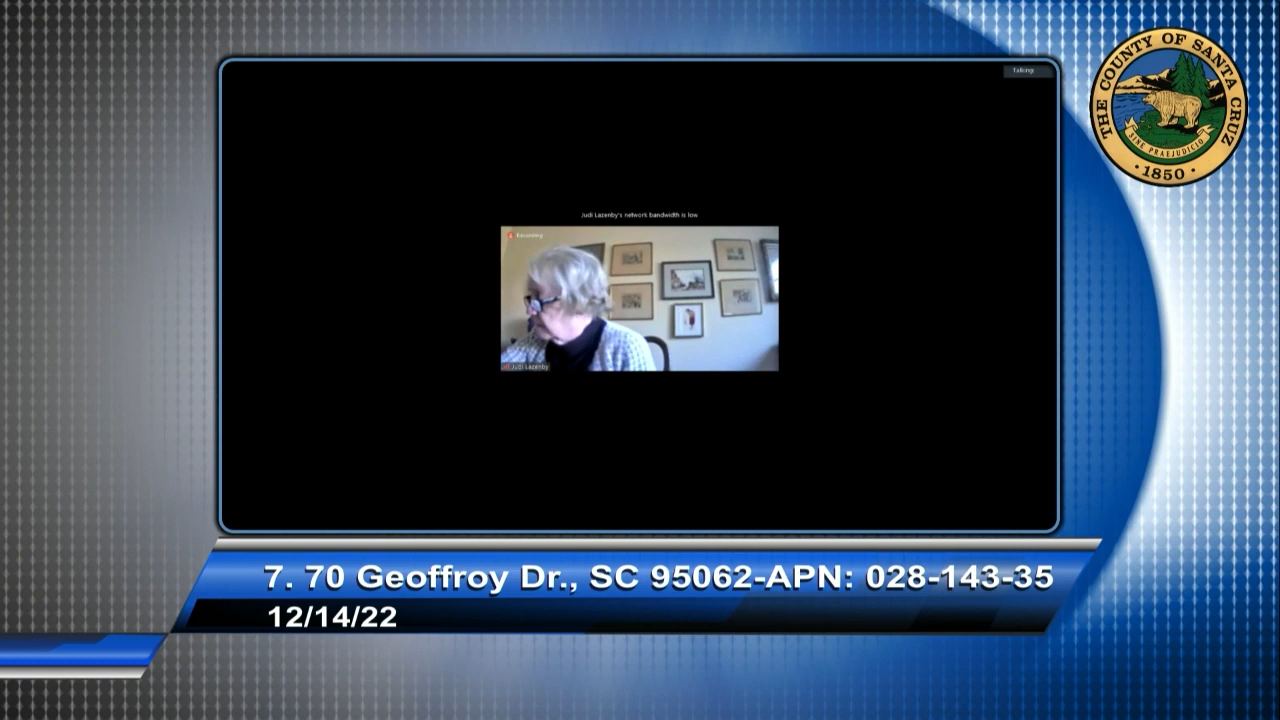 Talking:
THE COUNTY OF SANTA CRUZ
SINE PRAEJUDICIO
• 1850 •
Judi Lazenby's network bandwidth is low
Judi Lazenby
7. 70 Geoffroy Dr., SC 95062-APN: 028-143-35
12/14/22